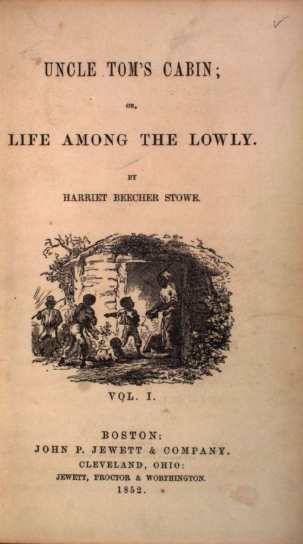 UNCLE TOM'S CABIN;
OR,
LIFE AMONG THE LOWLY.
BY
HARRIET BEECHER STOWE.
VOL. I.
BOSTON:
JOHN P. JEWETT & COMPANY.
CLEVELAND, OHIO:
JEWETT, PROCTOR & WORTHINGTON.
1852.